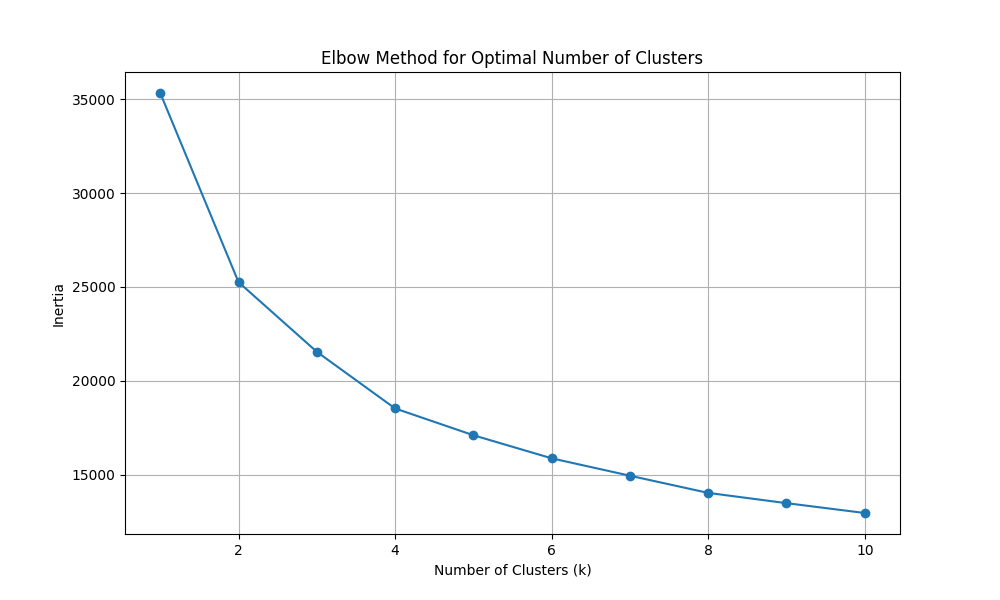 Elbow Method for Optimal Number of Clusters
35000
30000
25000
20000
15000
Inertia
2 4 6 8 10
Number of Clusters (k)